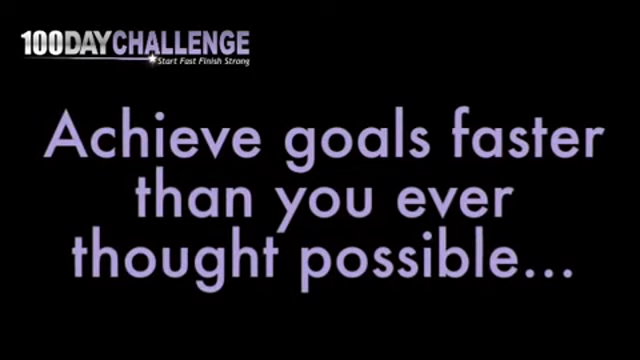 100DAYCHALLENGE
Start Fast Finish Strong
Achieve goals faster
than you ever
thought possible...